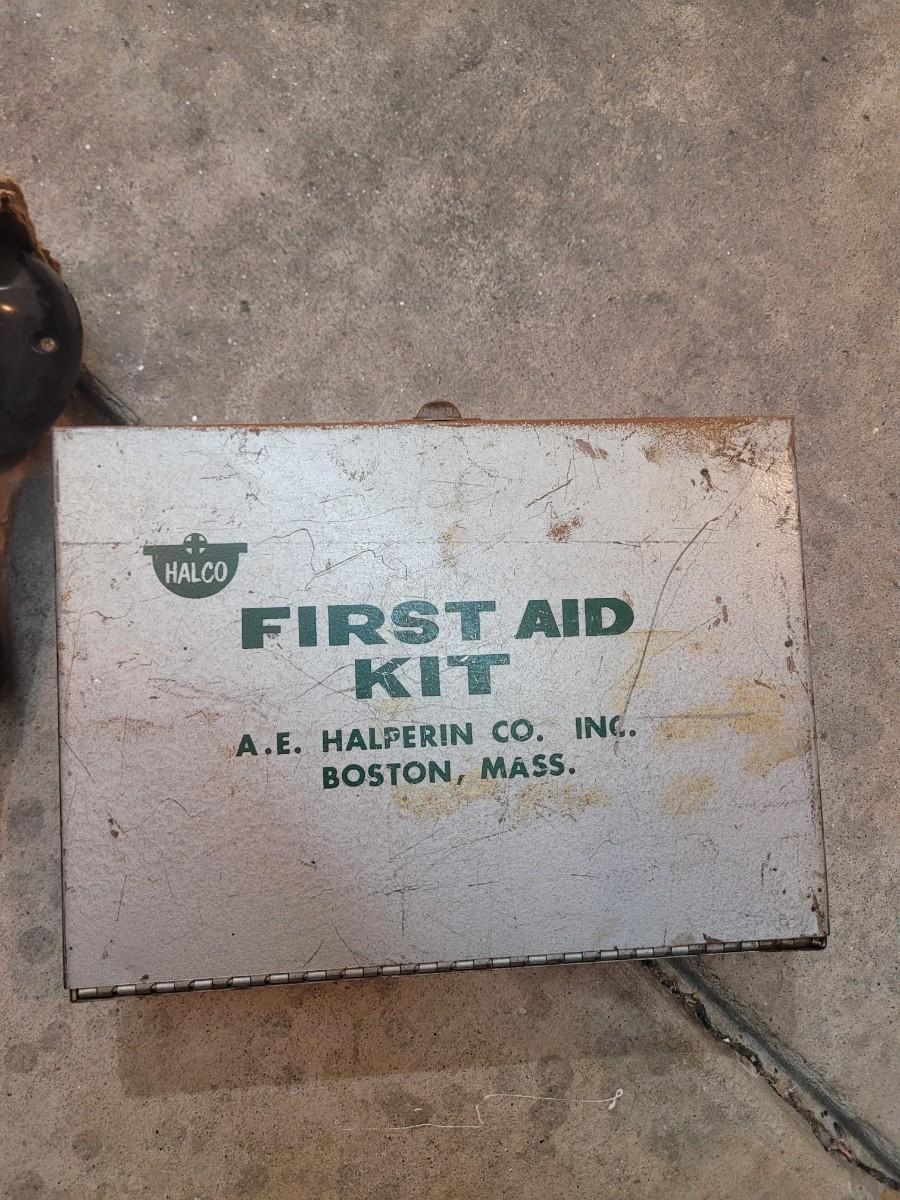 HALCO
FIRST AID
KIT
A.E. HALPERIN CO. INC.
BOSTON, MASS.